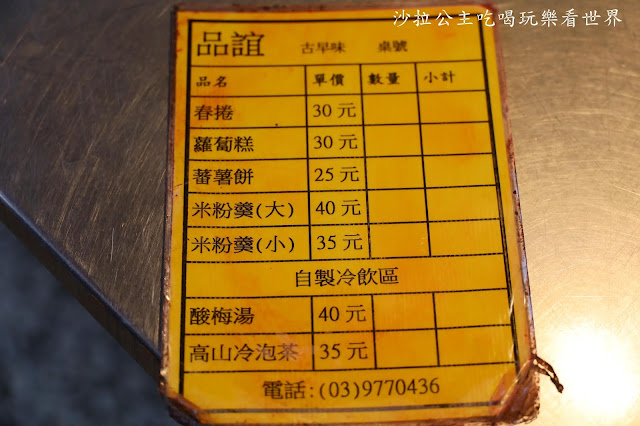 沙拉公主吃喝玩樂看世界
品誼 古早味 桌號
品名 單價 數量 小計
春捲 30元
蘿蔔糕 30元
蕃薯餅 25元
米粉羹(大) 40元
米粉羹(小) 35元
自製冷飲區
酸梅湯 40元
高山冷泡茶 35元
電話:(03)9770436